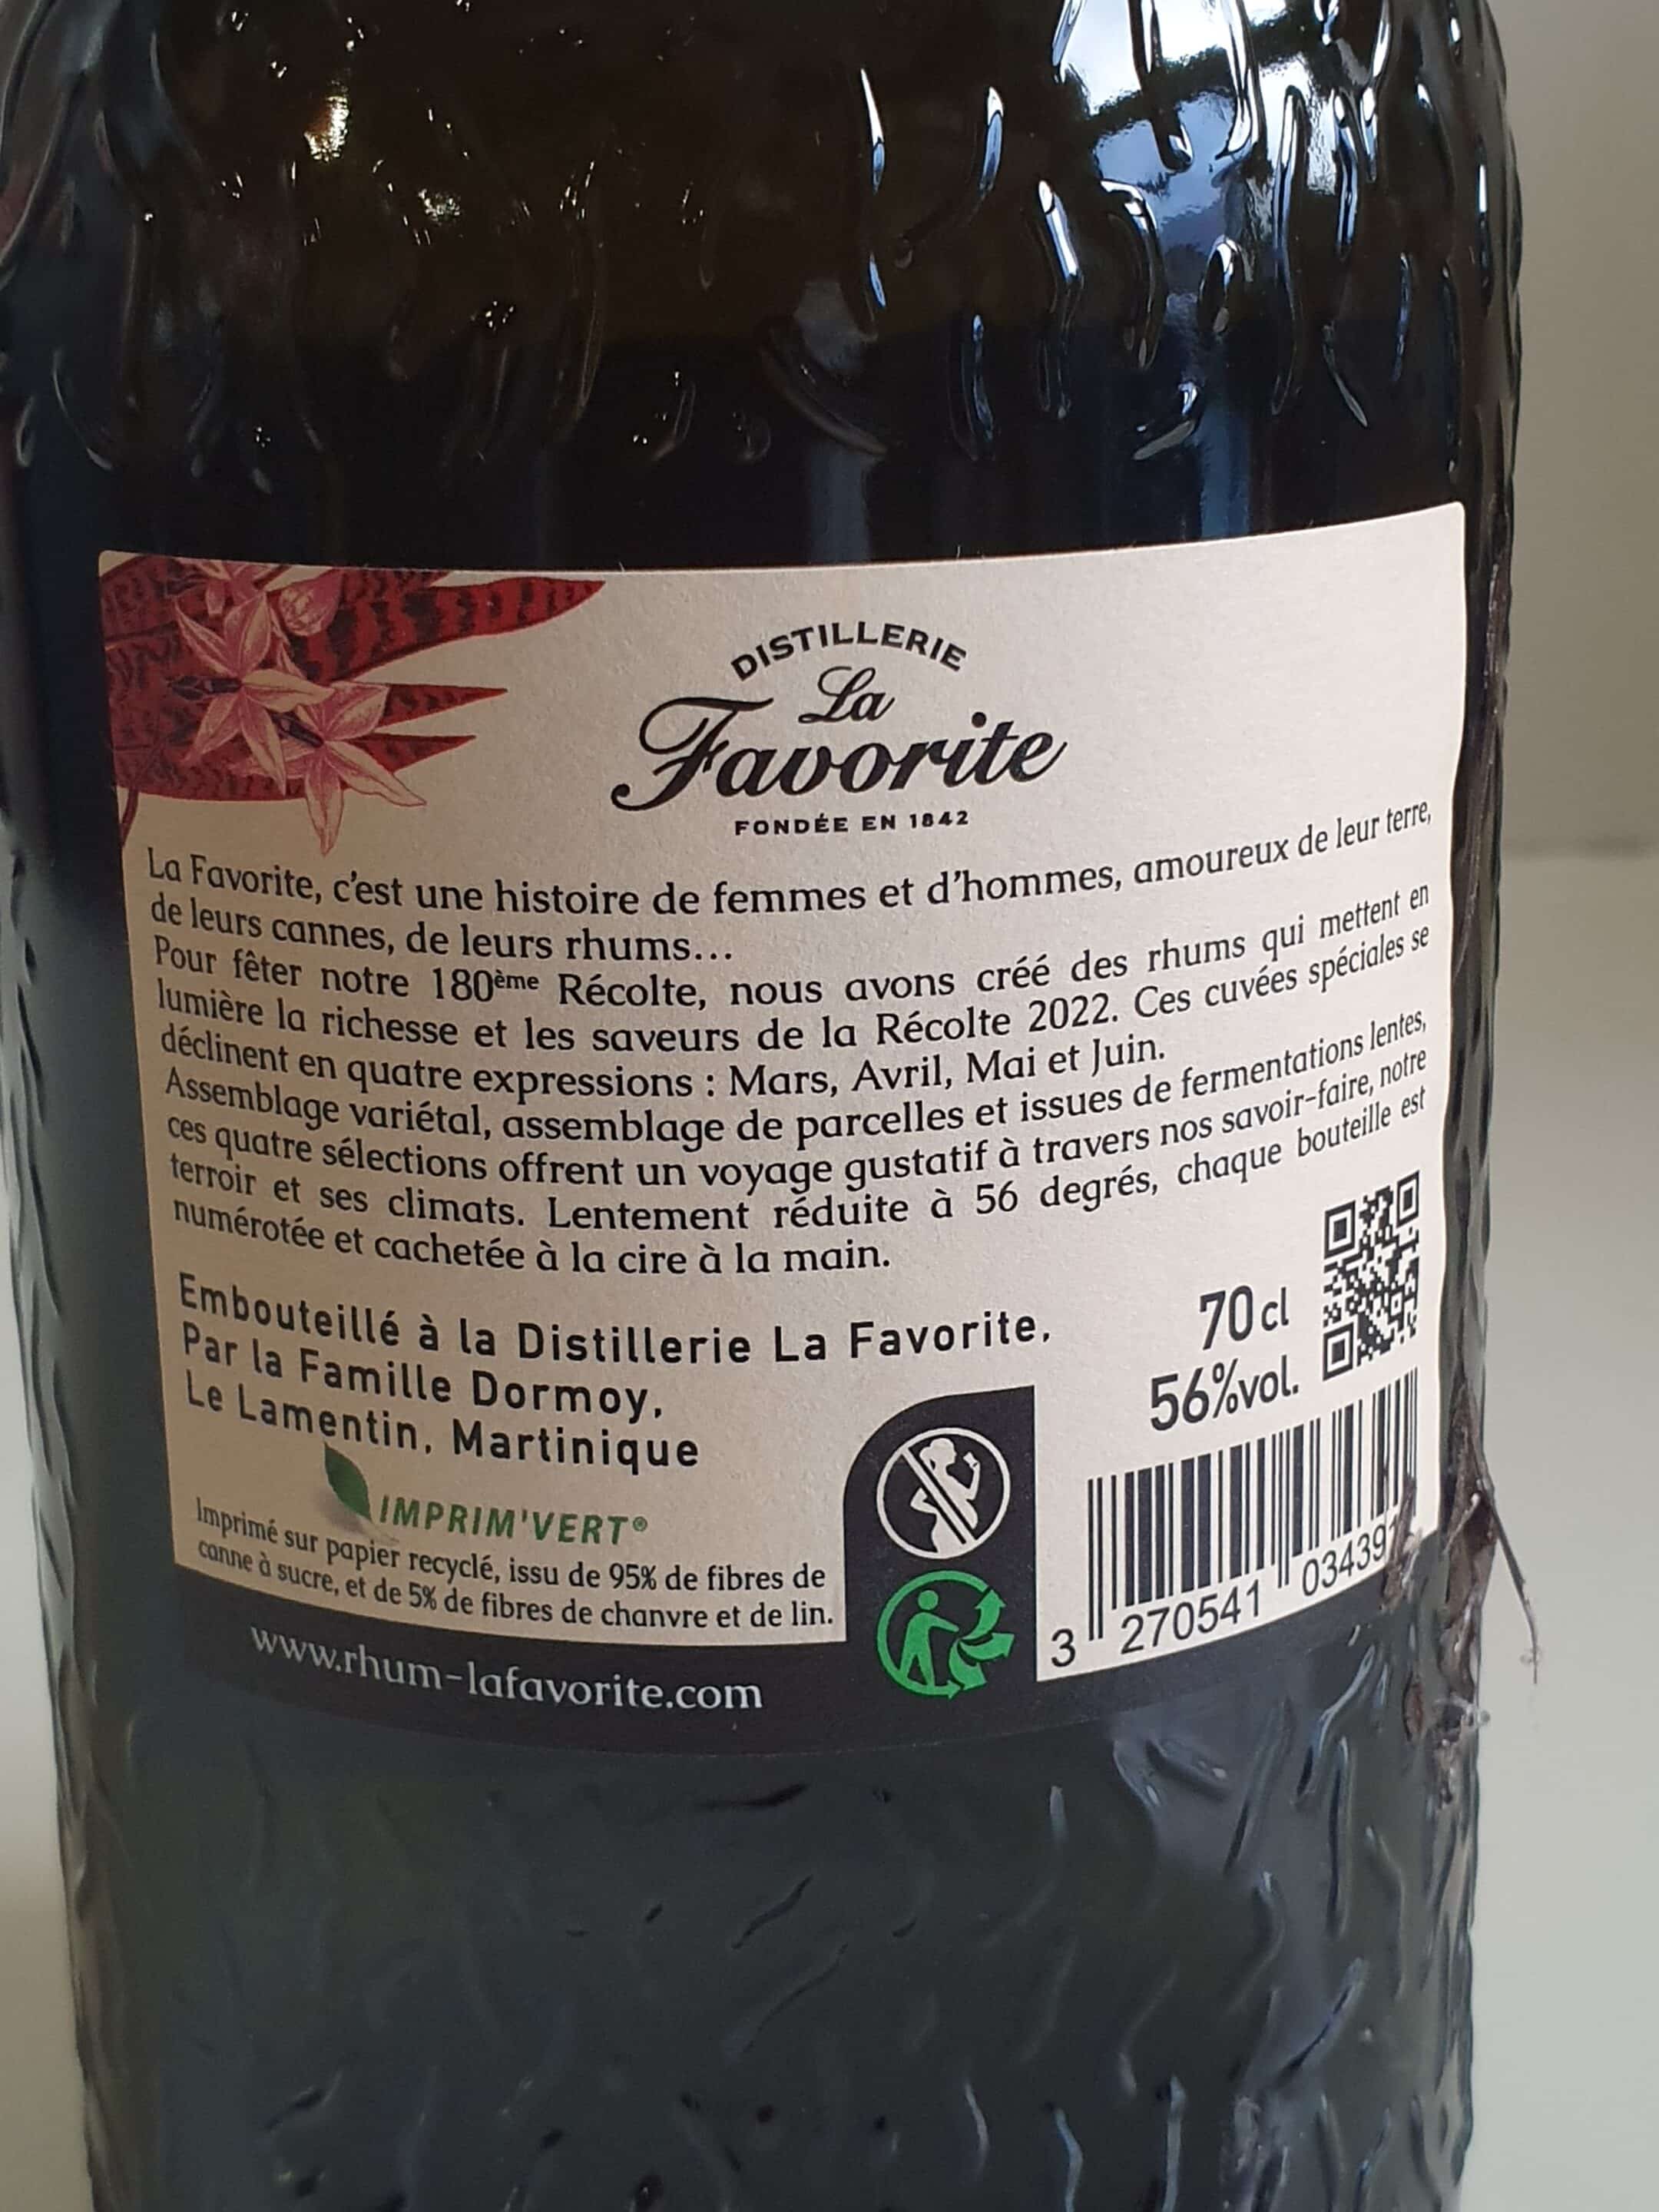 DISTILLERIE
La
Favorite
FONDÉE EN 1842
La Favorite, c'est une histoire de femmes et d'hommes, amoureux de leur terre,
de leurs cannes, de leurs rhums...
Pour fêter notre 180ème Récolte, nous avons créé des rhums qui mettent en
lumière la richesse et les saveurs de la Récolte 2022. Ces cuvées spéciales se
déclinent en quatre expressions : Mars, Avril, Mai et Juin.
Assemblage variétal, assemblage de parcelles et issues de fermentations lentes,
ces quatre sélections offrent un voyage gustatif à travers nos savoir-faire, notre
terroir et ses climats. Lentement réduite à 56 degrés, chaque bouteille est
numérotée et cachetée à la cire à la main.
Embouteillé à la Distillerie La Favorite,
Par la Famille Dormoy,
Le Lamentin, Martinique
70 cl
56%vol.
IMPRIM'VERT®
Imprimé sur papier recyclé, issu de 95% de fibres de
canne à sucre, et de 5% de fibres de chanvre et de lin.
www.rhum-lafavorite.com
3 270541 03439